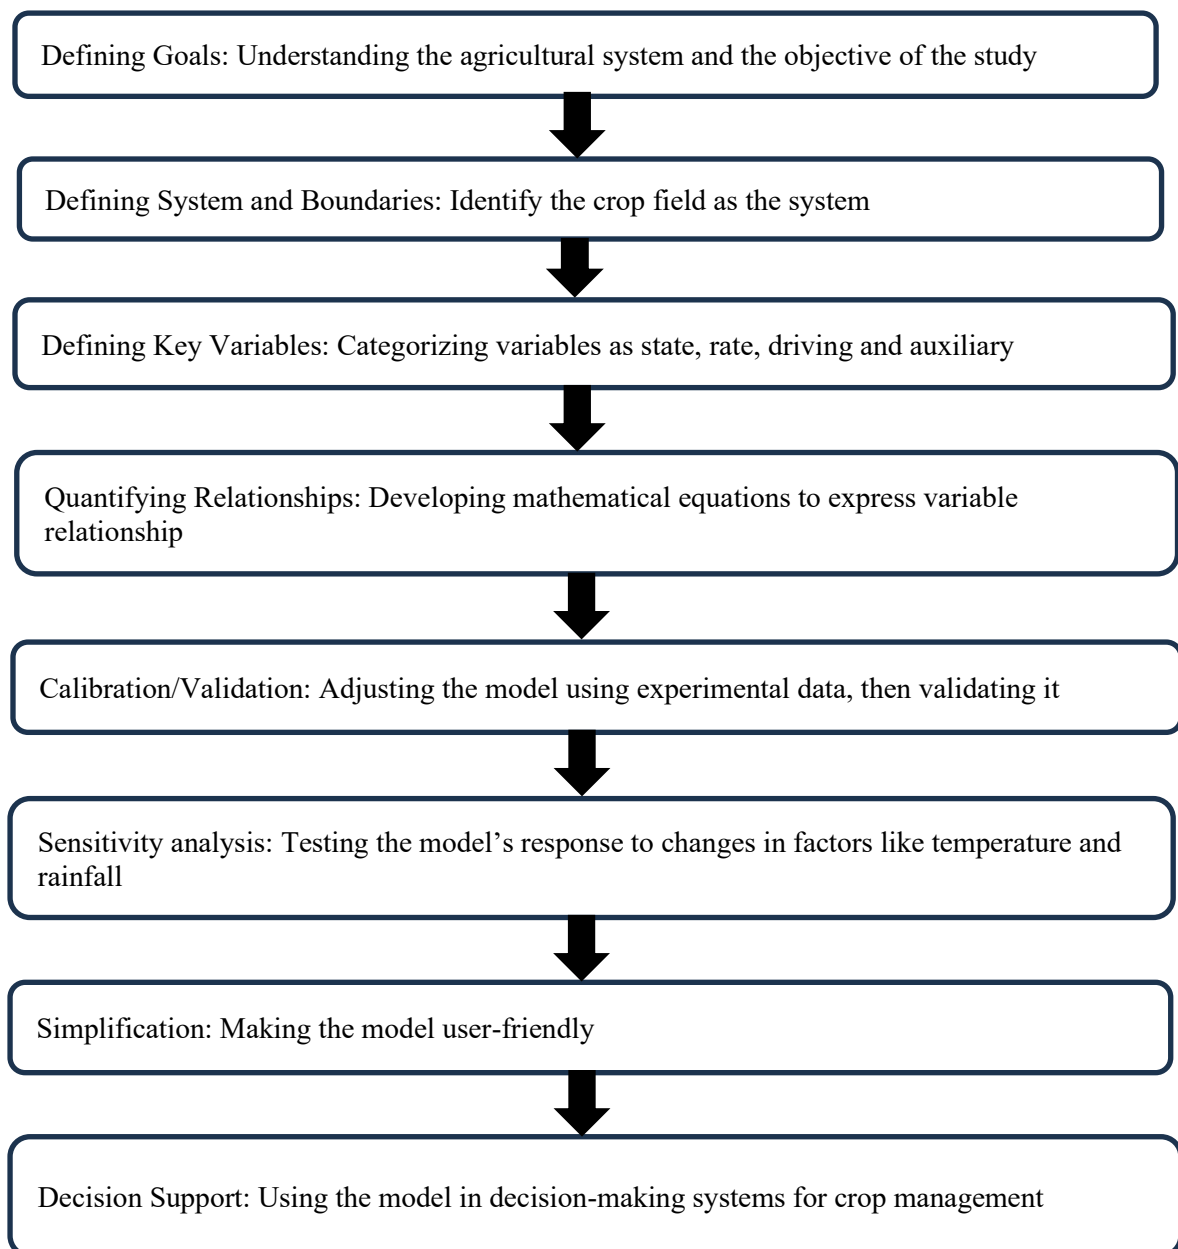 Defining Goals: Understanding the agricultural system and the objective of the study
Defining System and Boundaries: Identify the crop field as the system
Defining Key Variables: Categorizing variables as state, rate, driving and auxiliary
Quantifying Relationships: Developing mathematical equations to express variable
relationship
Calibration/Validation: Adjusting the model using experimental data, then validating it
Sensitivity analysis: Testing the model’s response to changes in factors like temperature and
rainfall
Simplification: Making the model user-friendly
Decision Support: Using the model in decision-making systems for crop management